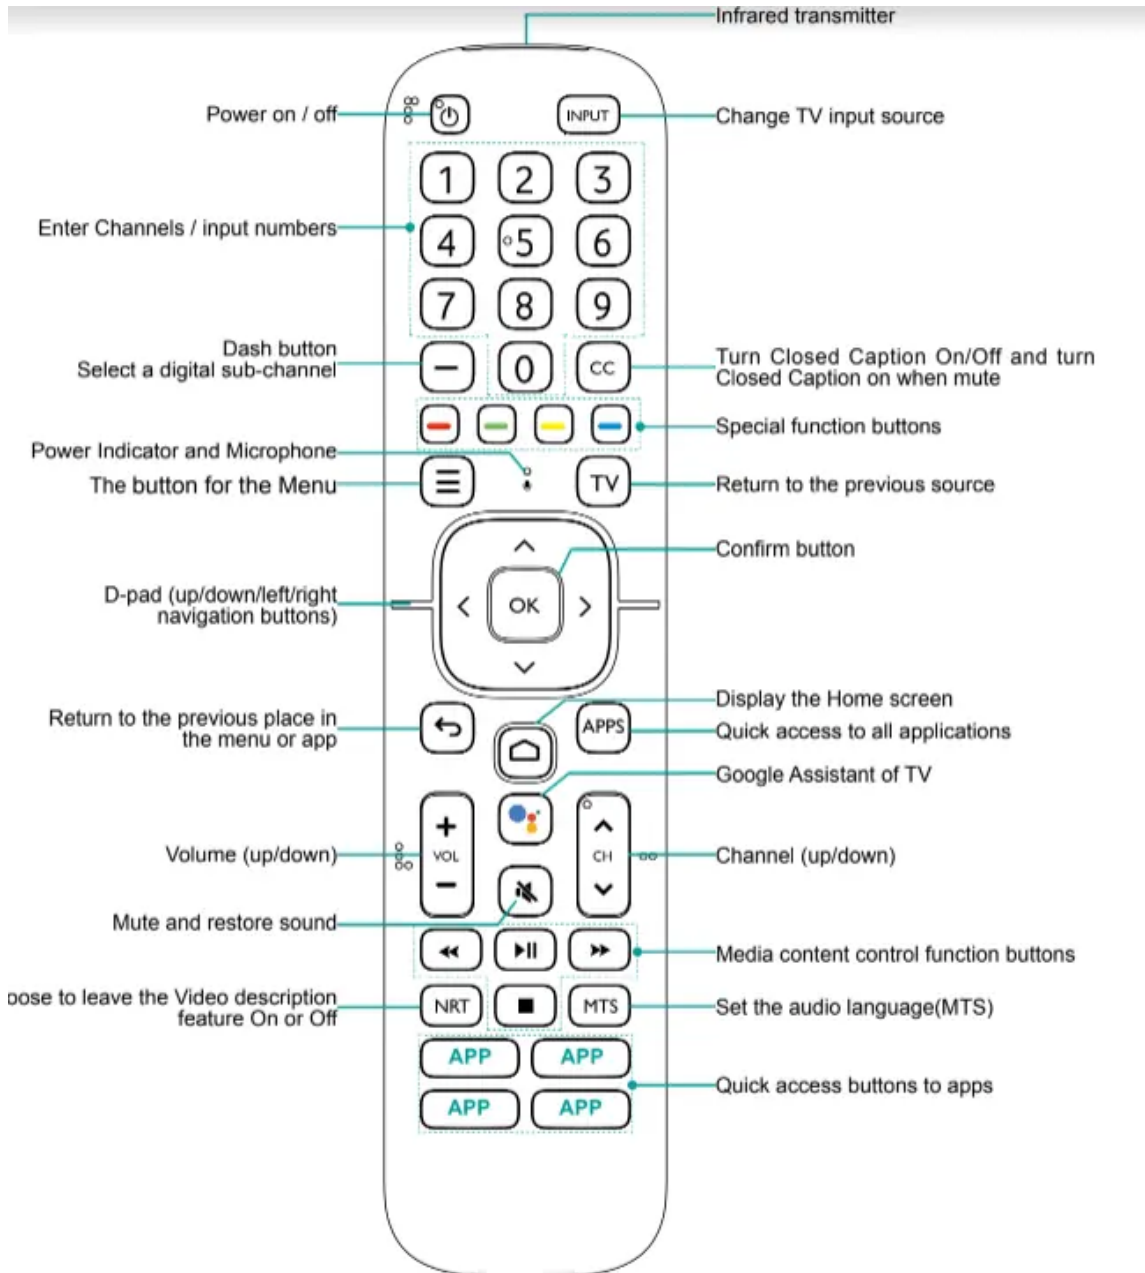 Infrared transmitter
Power on / off
INPUT
Change TV input source
1 2 3
Enter Channels / input numbers
4 5 6
7 8 9
Dash button
Select a digital sub-channel
0
CC
Turn Closed Caption On/Off and turn
Closed Caption on when mute
Special function buttons
Power Indicator and Microphone
The button for the Menu
TV
Return to the previous source
Confirm button
D-pad (up/down/left/right
navigation buttons)
OK
Display the Home screen
Return to the previous place in
the menu or app
APPS
Quick access to all applications
Google Assistant of TV
+
Volume (up/down)
VOL
CH
Channel (up/down)
Mute and restore sound
Media content control function buttons
oose to leave the Video description
feature On or Off
NRT
MTS
Set the audio language(MTS)
APP APP
Quick access buttons to apps
APP APP